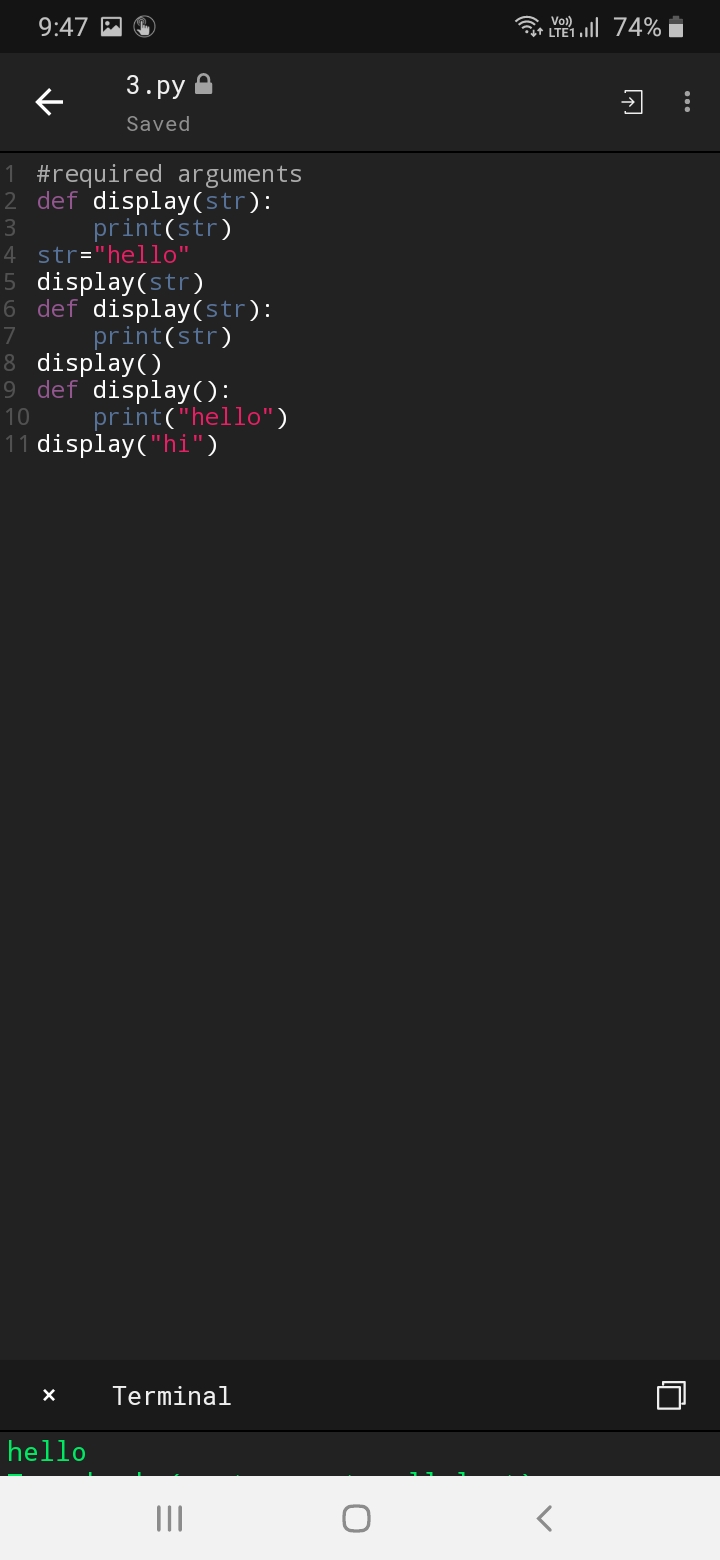 9:47 Vo) LTE1 74%
3.py
Saved
1 #required arguments
2 def display(str):
3     print(str)
4 str="hello"
5 display(str)
6 def display(str):
7     print(str)
8 display()
9 def display():
10     print("hello")
11 display("hi")
× Terminal
hello